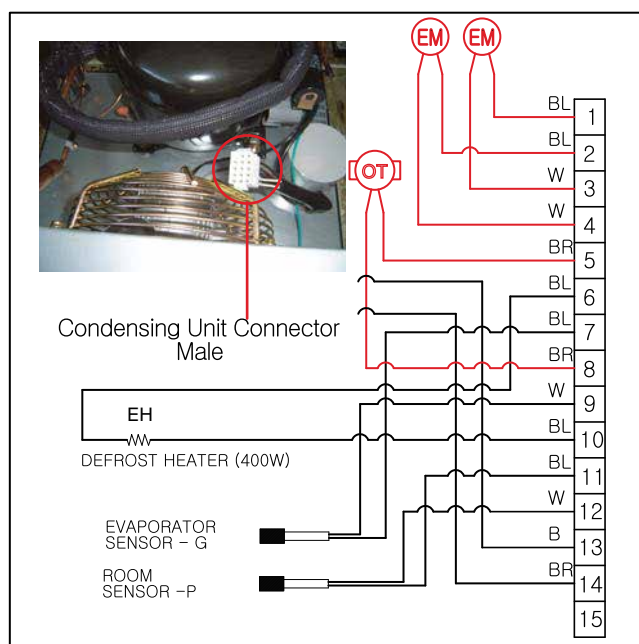 EM EM
BL 1
BL 2
W 3
W 4
OT
BR 5
BL 6
Condensing Unit Connector
Male
BL 7
BR 8
W 9
EH
BL 10
DEFROST HEATER (400W)
BL 11
W 12
EVAPORATOR
SENSOR - G
B 13
ROOM
SENSOR -P
BR 14
15